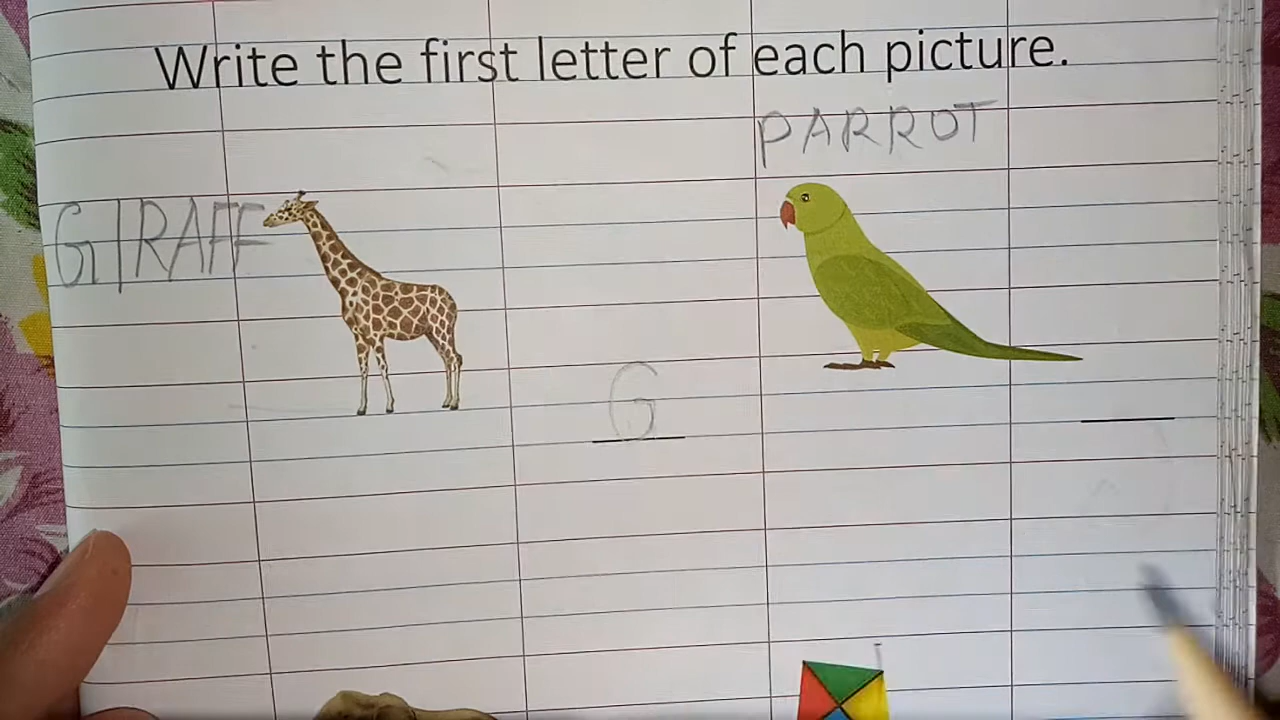 Write the first letter of each picture.
PARROT
GIRAFF
G